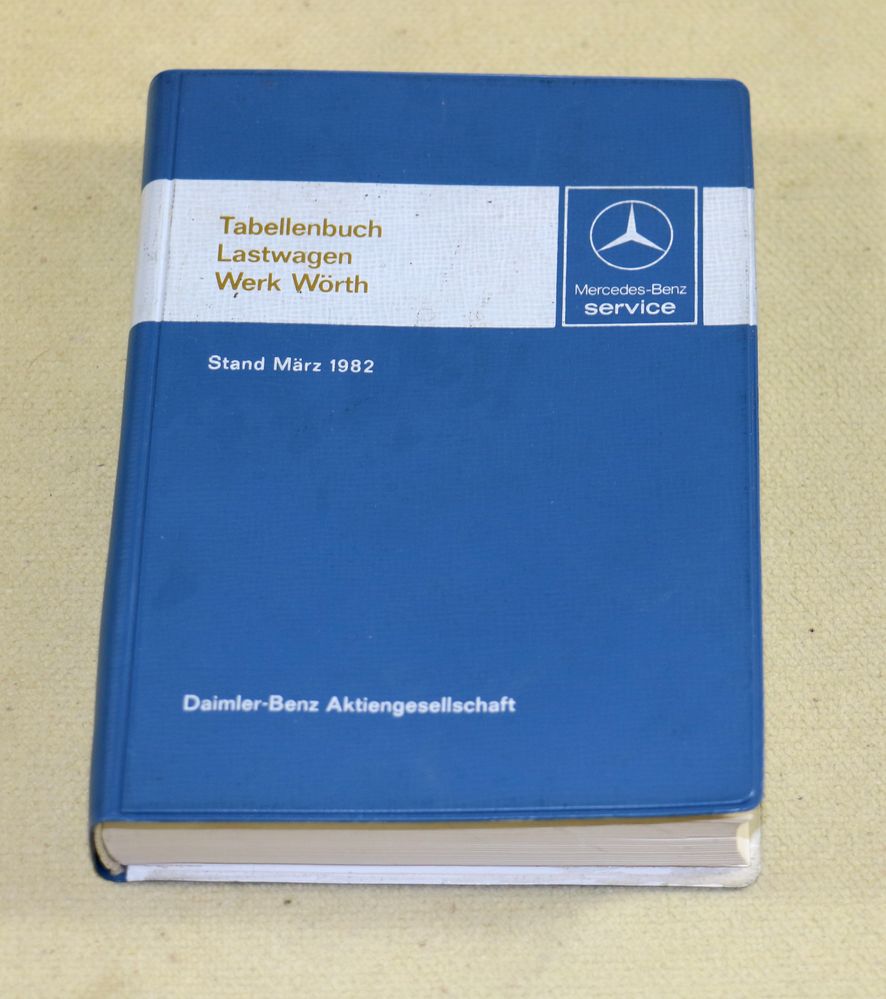 Tabellenbuch
Lastwagen
Werk Wörth
Mercedes-Benz
service
Stand März 1982
Daimler-Benz Aktiengesellschaft